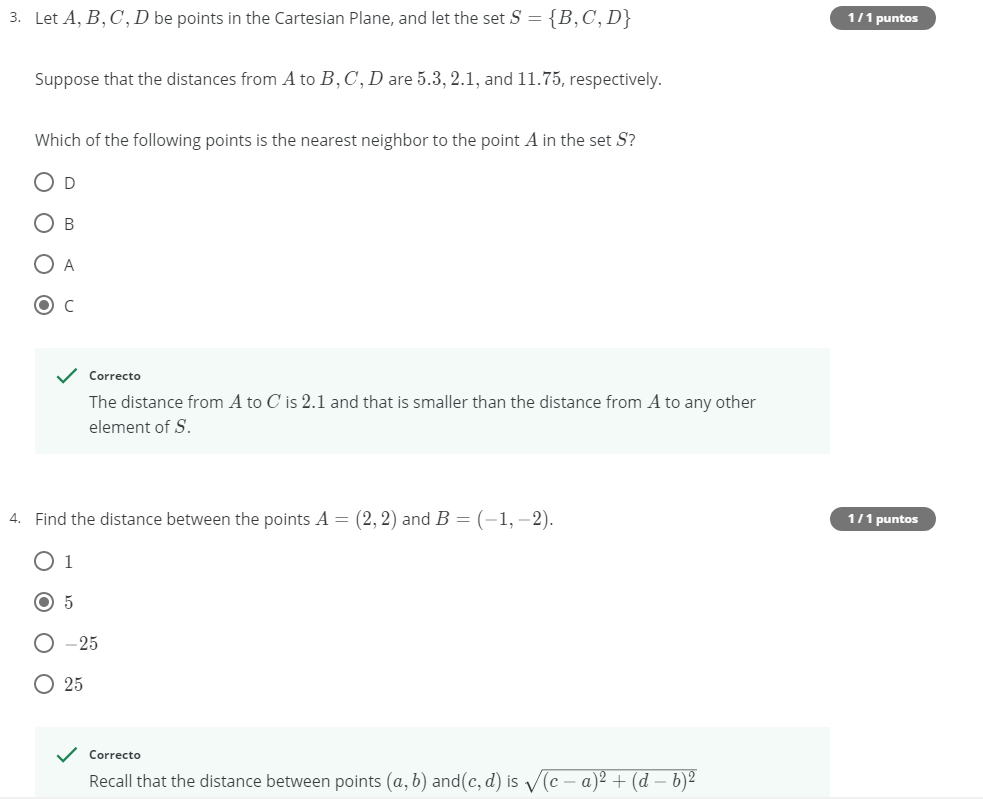 3. Let A, B, C, D be points in the Cartesian Plane, and let the set S = {B, C, D}
1 / 1 puntos
Suppose that the distances from A to B, C, D are 5.3, 2.1, and 11.75, respectively.
Which of the following points is the nearest neighbor to the point A in the set S?
D
B
A
C
Correcto
The distance from A to C is 2.1 and that is smaller than the distance from A to any other
element of S.
4. Find the distance between the points A = (2, 2) and B = (−1, −2).
1 / 1 puntos
1
5
−25
25
Correcto
Recall that the distance between points (a, b) and(c, d) is √(c − a)² + (d − b)²